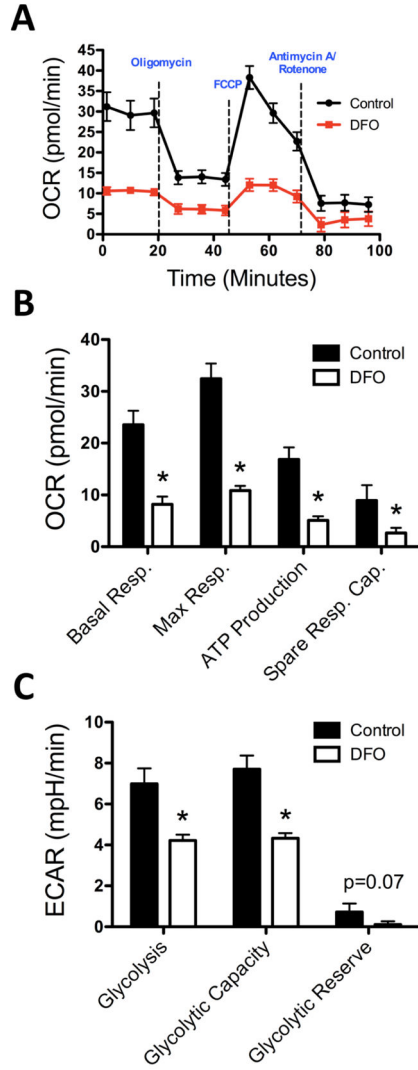 A
OCR (pmol/min)
45
40
35
30
25
20
15
10
5
0
Oligomycin
FCCP
Antimycin A/
Rotenone
Control
DFO
0 20 40 60 80 100
Time (Minutes)
B
OCR (pmol/min)
40
30
20
10
0
Control
DFO
* * * *
Basal Resp.
Max Resp.
ATP Production
Spare Resp. Cap.
C
ECAR (mpH/min)
10
8
6
4
2
0
Control
DFO
* *
p=0.07
Glycolysis
Glycolytic Capacity
Glycolytic Reserve